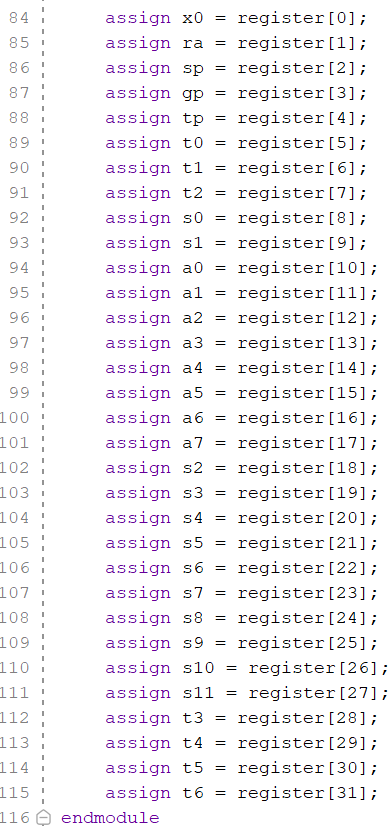 84 assign x0 = register[0];
85 assign ra = register[1];
86 assign sp = register[2];
87 assign gp = register[3];
88 assign tp = register[4];
89 assign t0 = register[5];
90 assign t1 = register[6];
91 assign t2 = register[7];
92 assign s0 = register[8];
93 assign s1 = register[9];
94 assign a0 = register[10];
95 assign a1 = register[11];
96 assign a2 = register[12];
97 assign a3 = register[13];
98 assign a4 = register[14];
99 assign a5 = register[15];
100 assign a6 = register[16];
101 assign a7 = register[17];
102 assign s2 = register[18];
103 assign s3 = register[19];
104 assign s4 = register[20];
105 assign s5 = register[21];
106 assign s6 = register[22];
107 assign s7 = register[23];
108 assign s8 = register[24];
109 assign s9 = register[25];
110 assign s10 = register[26];
111 assign s11 = register[27];
112 assign t3 = register[28];
113 assign t4 = register[29];
114 assign t5 = register[30];
115 assign t6 = register[31];
116 endmodule